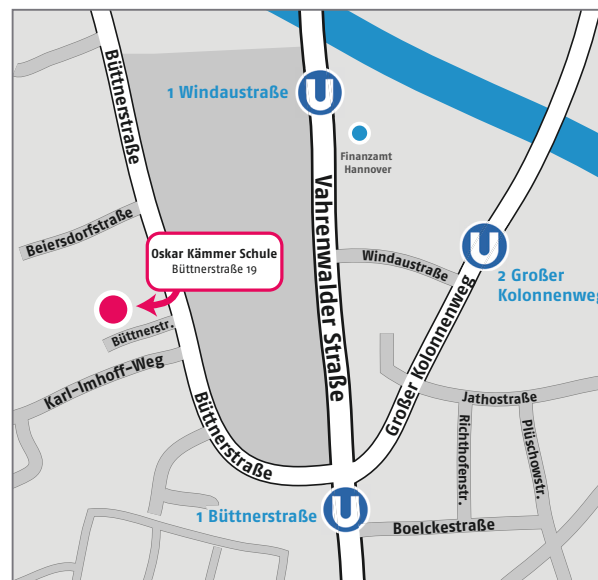 Büttnerstraße
1 Windaustraße
U
Finanzamt
Hannover
Vahrenwalder Straße
Beiersdorfstraße
Oskar Kämmer Schule
Büttnerstraße 19
Windaustraße
U
2 Großer
Kolonnenweg
Büttnerstr.
Karl-Imhoff-Weg
Großer Kolonnenweg
Büttnerstraße
Jathostraße
Richthofenstr.
Plüschowstr.
1 Büttnerstraße
U
Boelckestraße